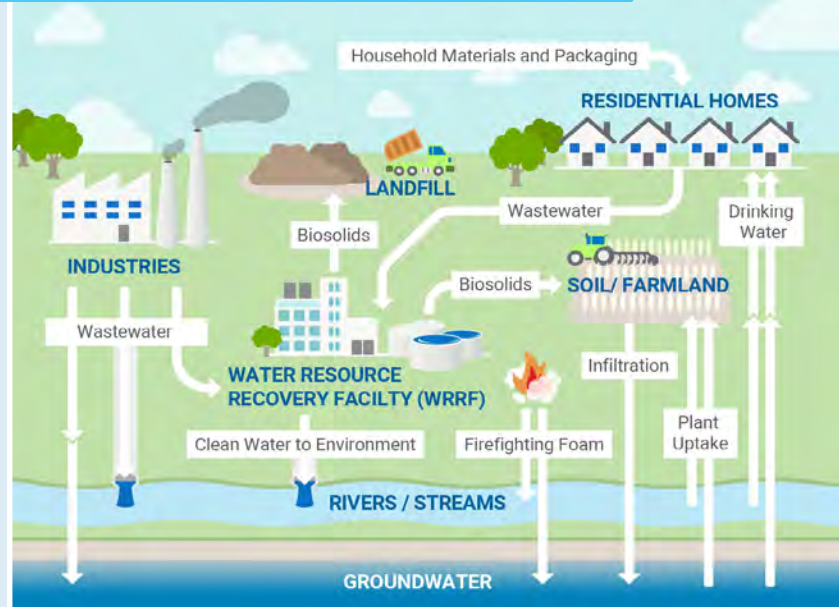 Household Materials and Packaging
RESIDENTIAL HOMES
LANDFILL
Wastewater
Drinking
Water
Biosolids
INDUSTRIES
Biosolids
SOIL/ FARMLAND
Wastewater
Infiltration
WATER RESOURCE
RECOVERY FACILTY (WRRF)
Plant
Uptake
Clean Water to Environment
Firefighting Foam
RIVERS / STREAMS
GROUNDWATER